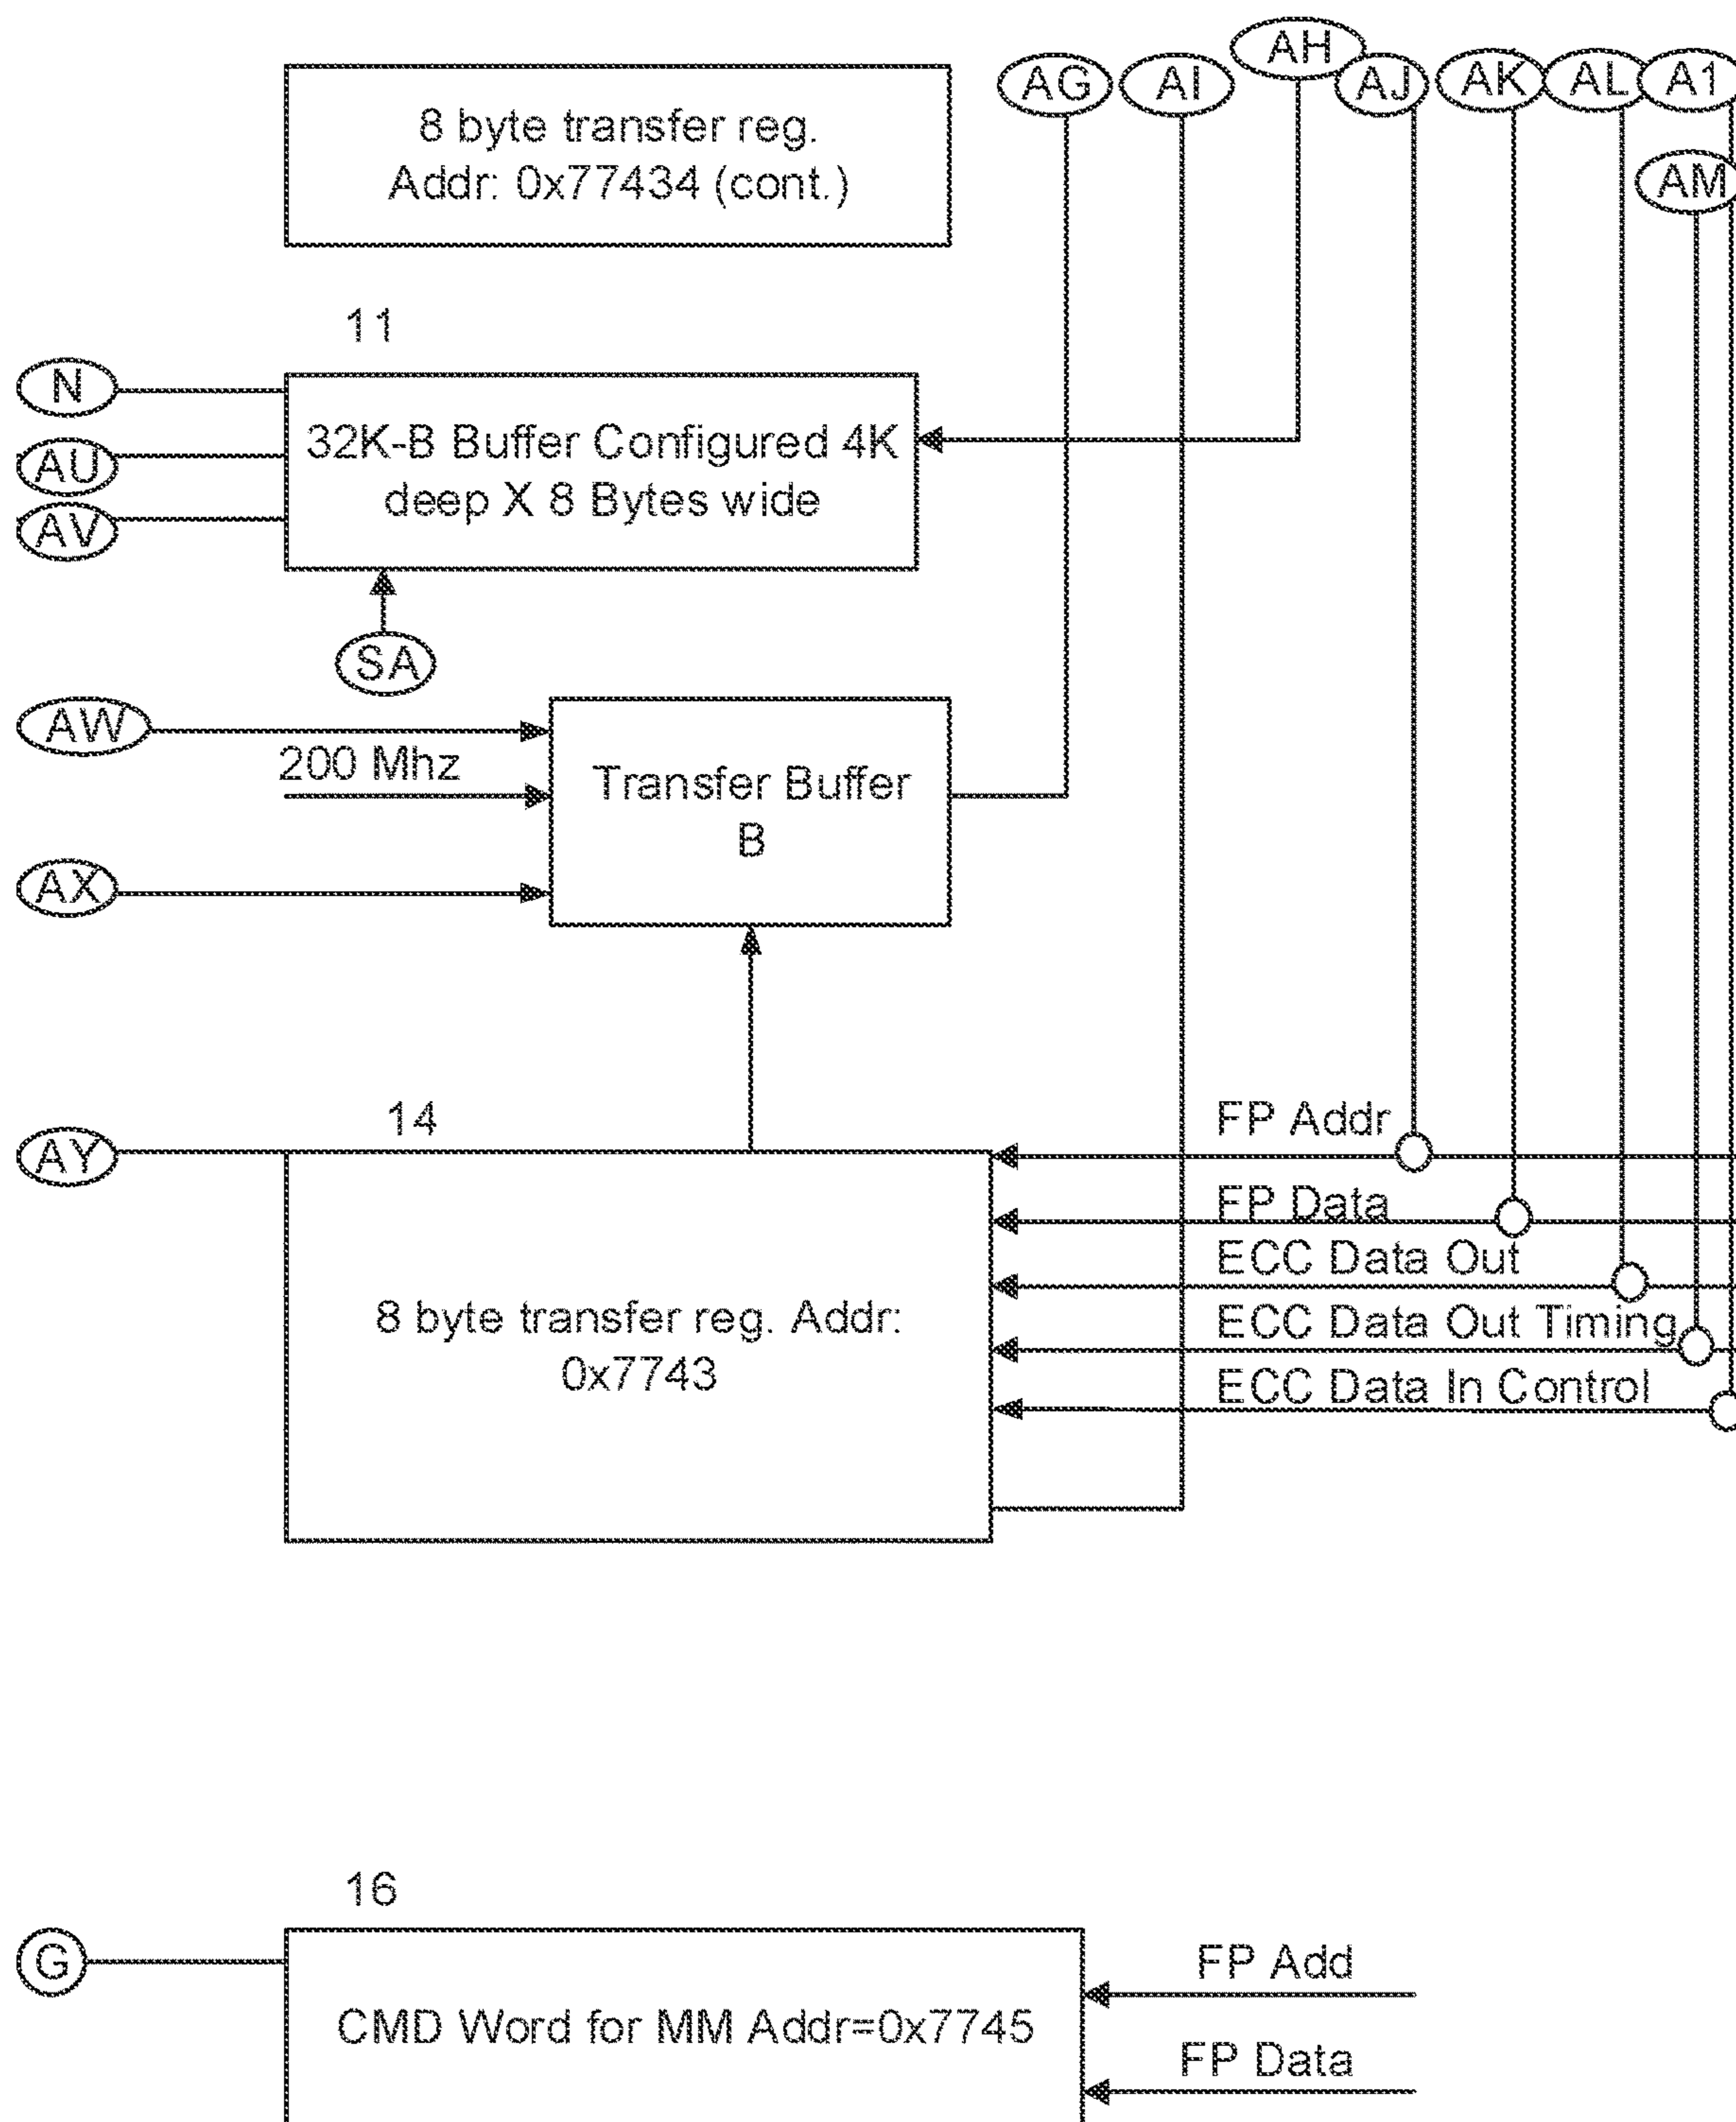 AH
AG
AI
AJ
AK
AL
A1
AM
8 byte transfer reg.
Addr: 0x77434 (cont.)
11
N
AU
AV
32K-B Buffer Configured 4K
deep X 8 Bytes wide
SA
AW
200 Mhz
AX
Transfer Buffer
B
14
AY
8 byte transfer reg. Addr:
0x7743
FP Addr
FP Data
ECC Data Out
ECC Data Out Timing
ECC Data In Control
16
G
CMD Word for MM Addr=0x7745
FP Add
FP Data